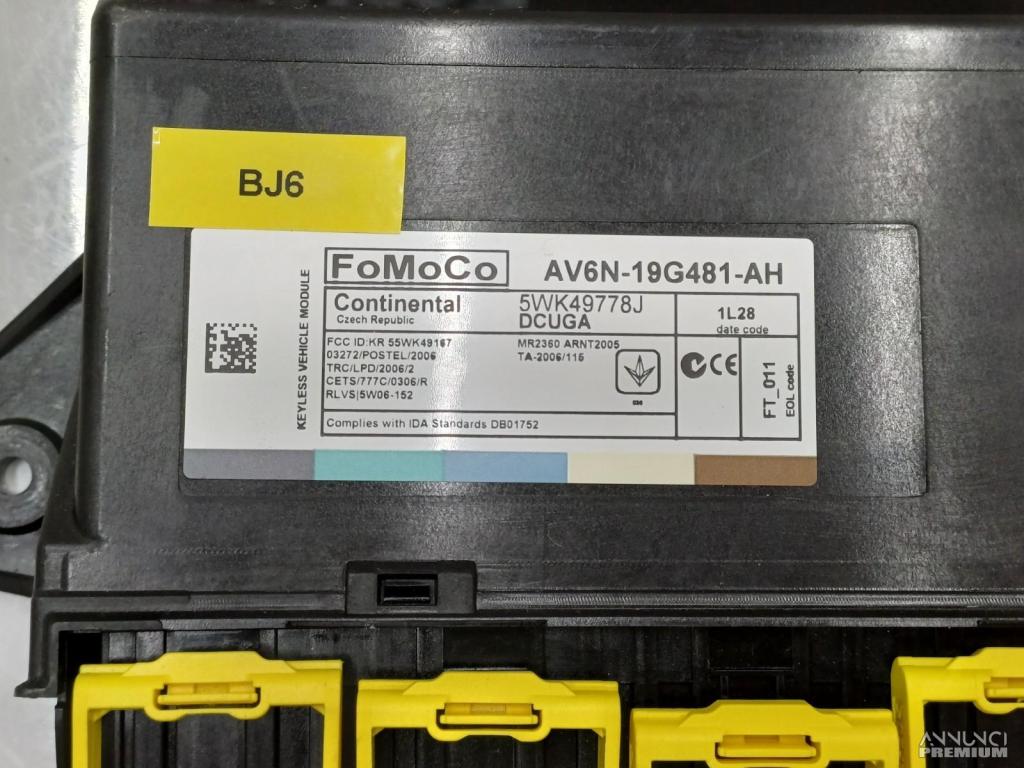 BJ6
KEYLESS VEHICLE MODULE
FoMoCo
AV6N-19G481-AH
Continental
Czech Republic
5WK49778J
DCUGA
1L28
date code
FCC ID:KR 55WK49167
03272/POSTEL/2006
TRC/LPD/2006/2
CETS/777C/0306/R
RLVS|5W06-152
MR2360 ARNT2005
TA-2006/115
CE
FT_011
EOL code
Complies with IDA Standards DB01752
ANNUNCI
PREMIUM